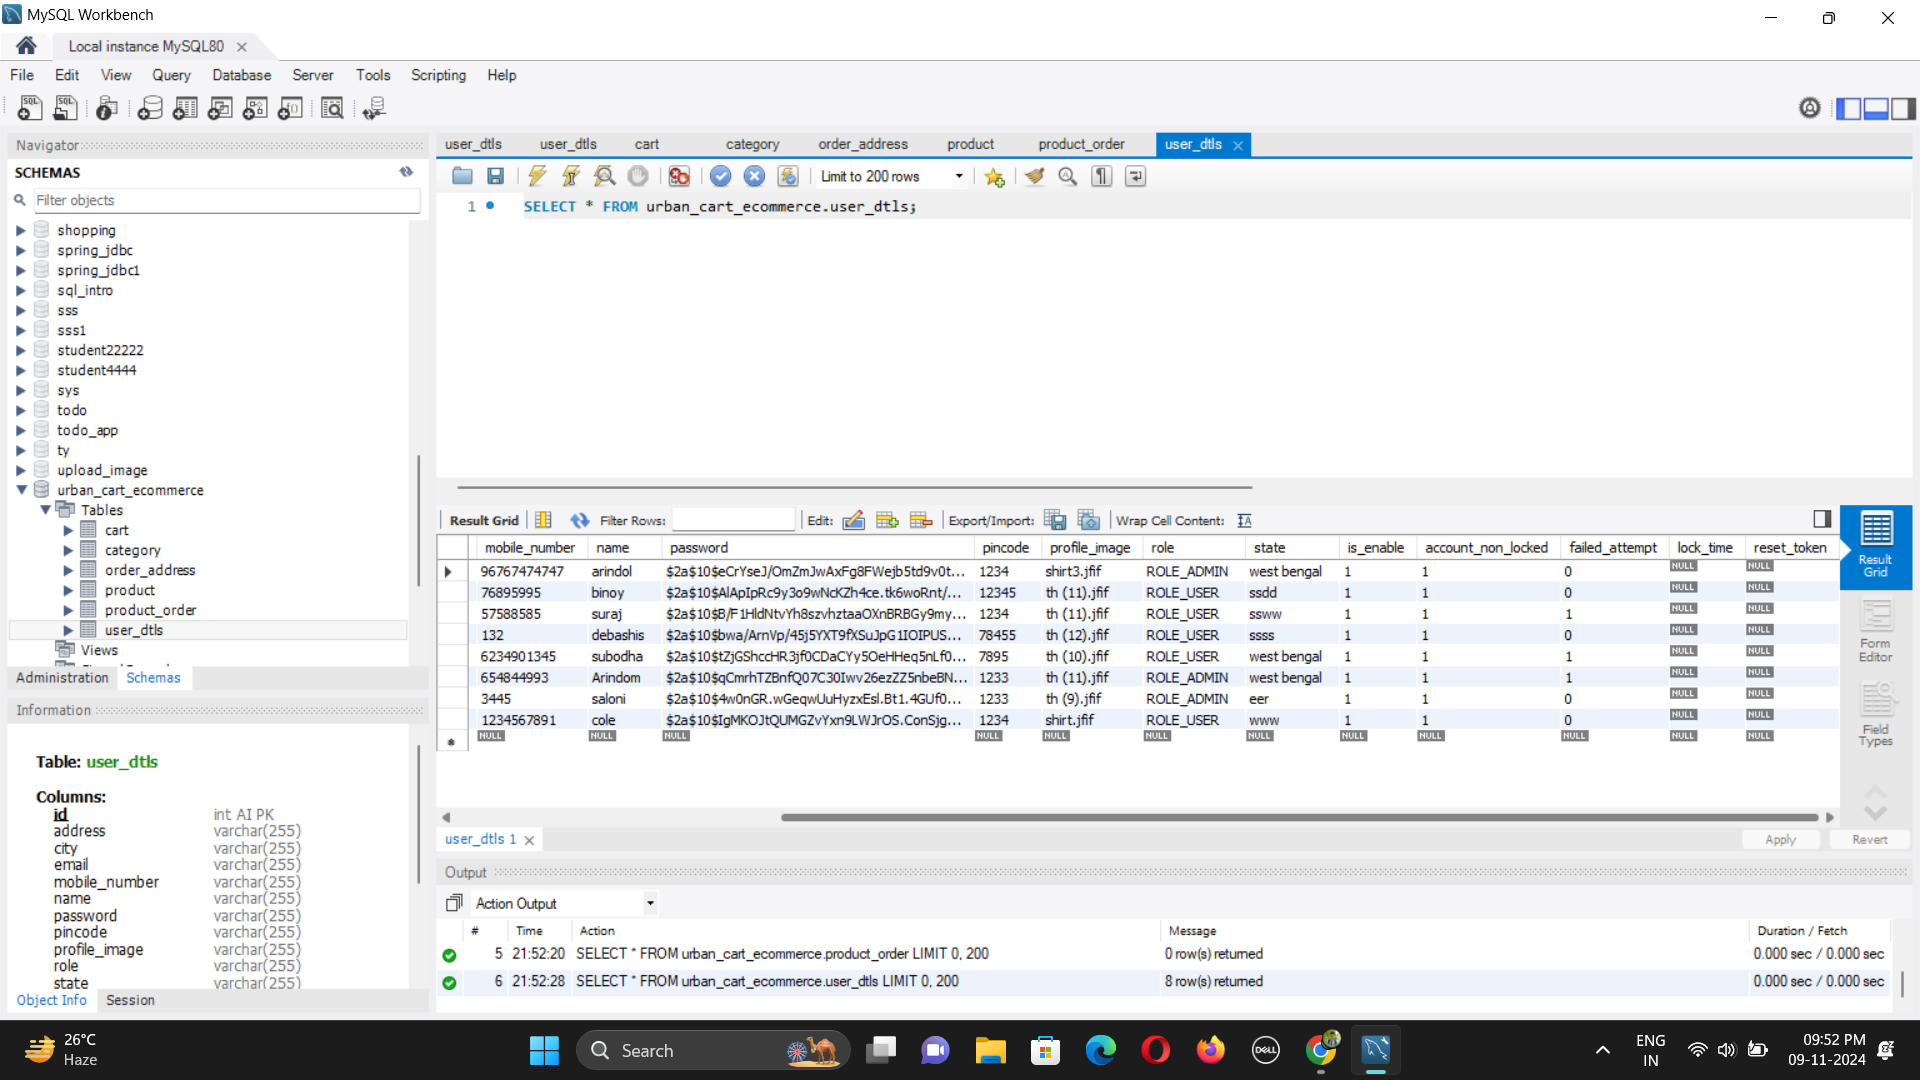 MySQL Workbench
Local instance MySQL80
File Edit View Query Database Server Tools Scripting Help
Navigator
SCHEMAS
Filter objects
shopping
spring_jdbc
spring_jdbc1
sql_intro
sss
sss1
student22222
student4444
sys
todo
todo_app
ty
upload_image
urban_cart_ecommerce
Tables
cart
category
order_address
product
product_order
user_dtls
Views
Administration Schemas
Information
Table: user_dtls
Columns:
id int AI PK
address varchar(255)
city varchar(255)
email varchar(255)
mobile_number varchar(255)
name varchar(255)
password varchar(255)
pincode varchar(255)
profile_image varchar(255)
role varchar(255)
state varchar(255)
Object Info Session
user_dtls user_dtls cart category order_address product product_order user_dtls
Limit to 200 rows
1 SELECT * FROM urban_cart_ecommerce.user_dtls;
Result Grid Filter Rows: Edit: Export/Import: Wrap Cell Content:
mobile_number name password pincode profile_image role state is_enable account_non_locked failed_attempt lock_time reset_token
96767474747 arindol $2a$10$eCrYseJ/OmZmJwAxFg8FWejb5td9v0t... 1234 shirt3.jfif ROLE_ADMIN west bengal 1 1 0 NULL NULL
76895995 binoy $2a$10$AlApIpRc9y3o9wNcKZh4ce.tk6woRnt/... 12345 th (11).jfif ROLE_USER ssdd 1 1 0 NULL NULL
57588585 suraj $2a$10$B/F1HldNtvYh8szvhztaaOXnBRBGy9my... 1234 th (11).jfif ROLE_USER ssww 1 1 1 NULL NULL
132 debashis $2a$10$bwa/ArnVp/45j5YXT9fXSuJpG1IOIPUS... 78455 th (12).jfif ROLE_USER ssss 1 1 0 NULL NULL
6234901345 subodha $2a$10$tZjGShccHR3jf0CDaCYy5OeHHeq5nLf0... 7895 th (10).jfif ROLE_USER west bengal 1 1 1 NULL NULL
654844993 Arindom $2a$10$qCmrhTZBnfQ07C30Iwv26ezZZ5nbeBN... 1233 th (11).jfif ROLE_ADMIN west bengal 1 1 1 NULL NULL
3445 saloni $2a$10$4w0nGR.wGeqwUuHyzxEsl.Bt1.4GUf0... 1233 th (9).jfif ROLE_ADMIN eer 1 1 0 NULL NULL
1234567891 cole $2a$10$IgMKOJtQUMGZvYxn9LWJrOS.ConSjg... 1234 shirt.jfif ROLE_USER www 1 1 0 NULL NULL
NULL NULL NULL NULL NULL NULL NULL NULL NULL NULL NULL NULL
Result Grid
Form Editor
Field Types
user_dtls 1 Apply Revert
Output
Action Output
# Time Action Message Duration / Fetch
5 21:52:20 SELECT * FROM urban_cart_ecommerce.product_order LIMIT 0, 200 0 row(s) returned 0.000 sec / 0.000 sec
6 21:52:28 SELECT * FROM urban_cart_ecommerce.user_dtls LIMIT 0, 200 8 row(s) returned 0.000 sec / 0.000 sec
26°C
Haze
Search
DELL
ENG
IN
09:52 PM
09-11-2024